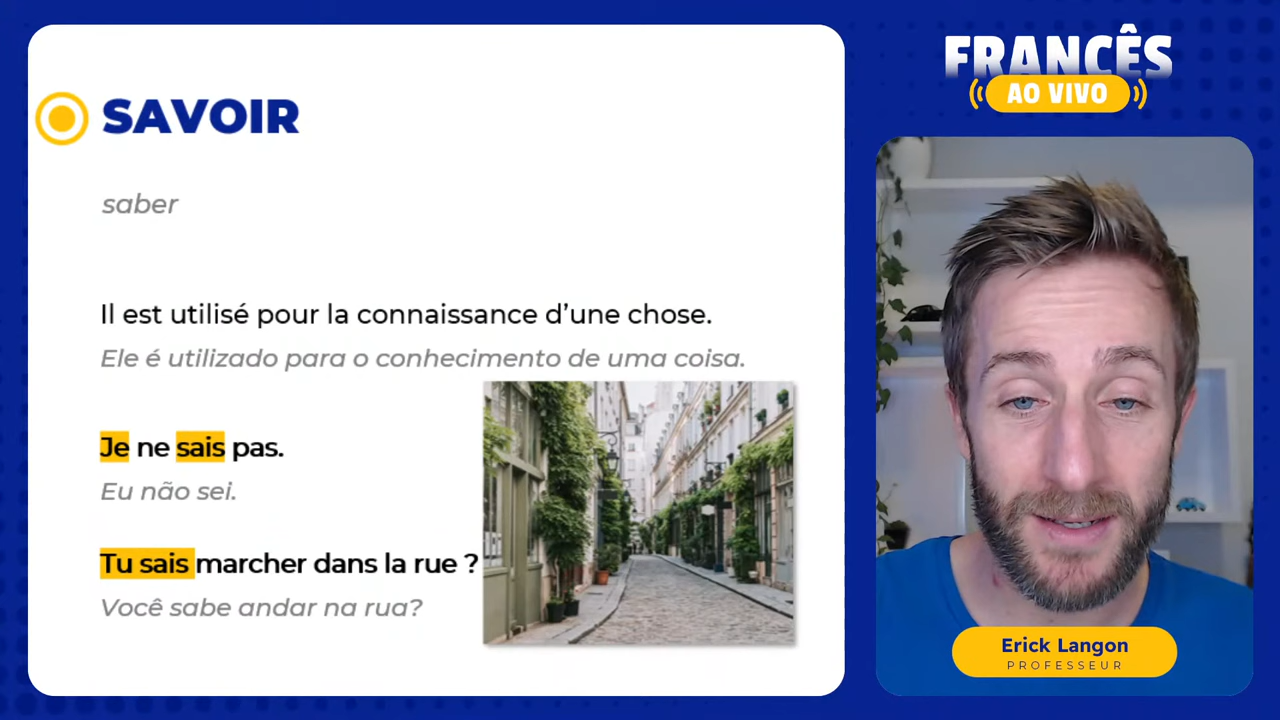 SAVOIR
saber
Il est utilisé pour la connaissance d’une chose.
Ele é utilizado para o conhecimento de uma coisa.
Je ne sais pas.
Eu não sei.
Tu sais marcher dans la rue ?
Você sabe andar na rua?
FRANCÊS
AO VIVO
Erick Langon
PROFESSEUR